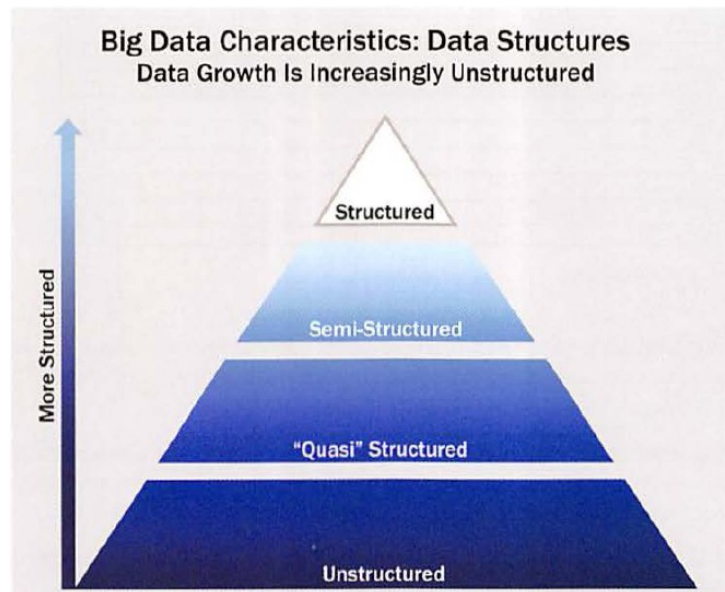 Big Data Characteristics: Data Structures
Data Growth Is Increasingly Unstructured
Structured
Semi-Structured
"Quasi" Structured
Unstructured
More Structured